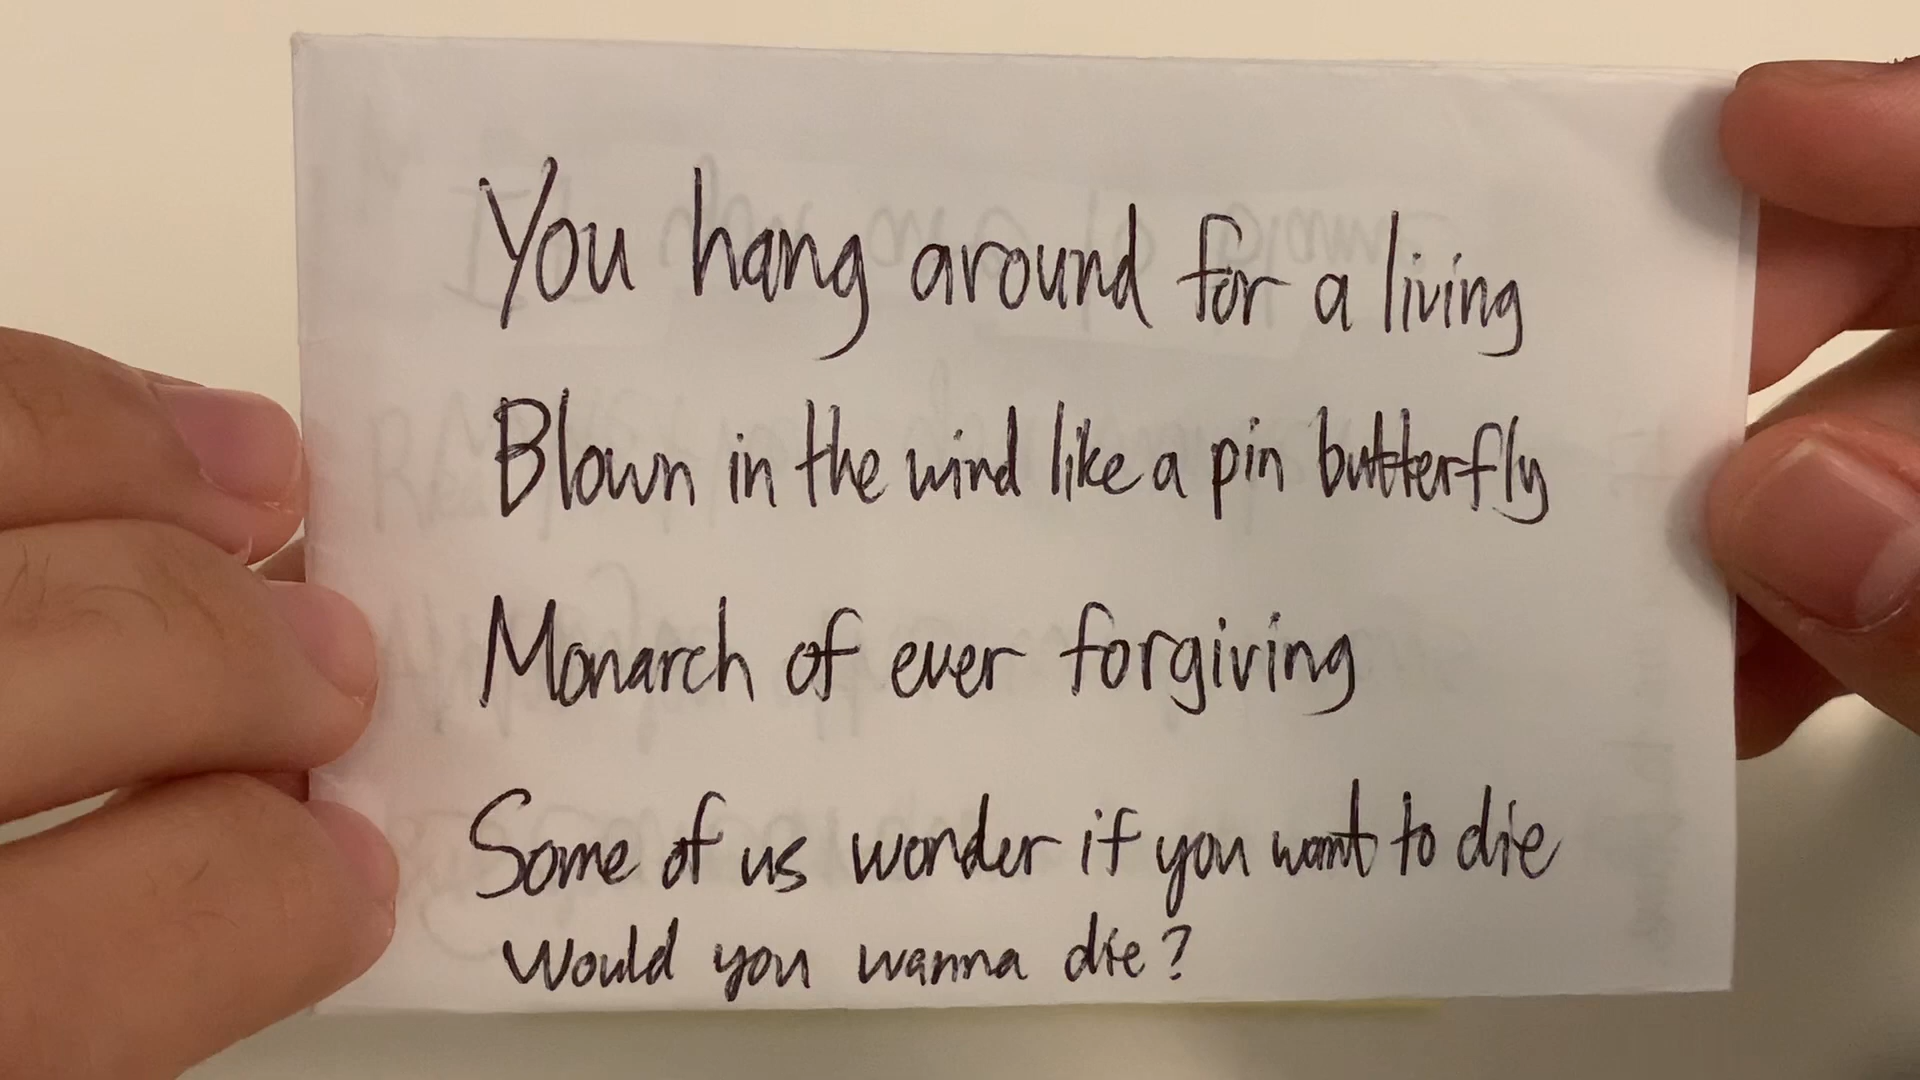 You hang around for a living
Blown in the wind like a pin butterfly
Monarch of ever forgiving
Some of us wonder if you want to die
Would you wanna die?